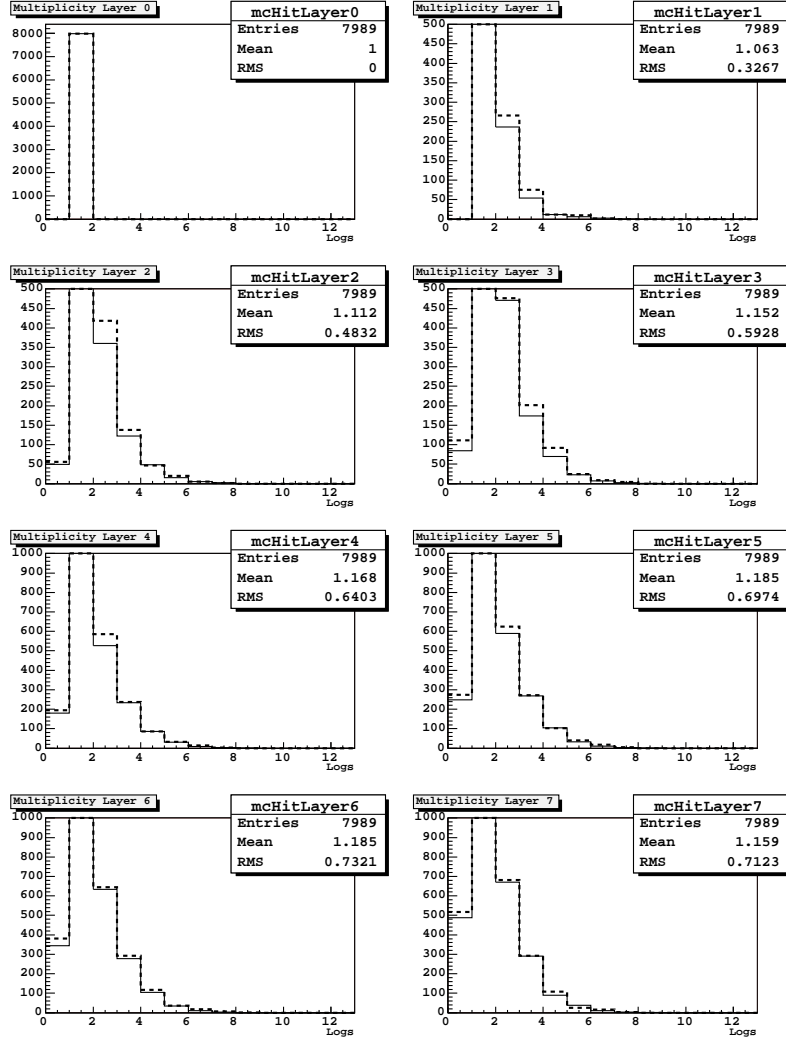 Multiplicity Layer 0
mcHitLayer0
Entries 7989
Mean 1
RMS 0
8000
7000
6000
5000
4000
3000
2000
1000
0
0 2 4 6 8 10 12
Logs
Multiplicity Layer 1
mcHitLayer1
Entries 7989
Mean 1.063
RMS 0.3267
500
450
400
350
300
250
200
150
100
50
0
0 2 4 6 8 10 12
Logs
Multiplicity Layer 2
mcHitLayer2
Entries 7989
Mean 1.112
RMS 0.4832
500
450
400
350
300
250
200
150
100
50
0
0 2 4 6 8 10 12
Logs
Multiplicity Layer 3
mcHitLayer3
Entries 7989
Mean 1.152
RMS 0.5928
500
450
400
350
300
250
200
150
100
50
0
0 2 4 6 8 10 12
Logs
Multiplicity Layer 4
mcHitLayer4
Entries 7989
Mean 1.168
RMS 0.6403
1000
900
800
700
600
500
400
300
200
100
0
0 2 4 6 8 10 12
Logs
Multiplicity Layer 5
mcHitLayer5
Entries 7989
Mean 1.185
RMS 0.6974
1000
900
800
700
600
500
400
300
200
100
0
0 2 4 6 8 10 12
Logs
Multiplicity Layer 6
mcHitLayer6
Entries 7989
Mean 1.185
RMS 0.7321
1000
900
800
700
600
500
400
300
200
100
0
0 2 4 6 8 10 12
Logs
Multiplicity Layer 7
mcHitLayer7
Entries 7989
Mean 1.159
RMS 0.7123
1000
900
800
700
600
500
400
300
200
100
0
0 2 4 6 8 10 12
Logs